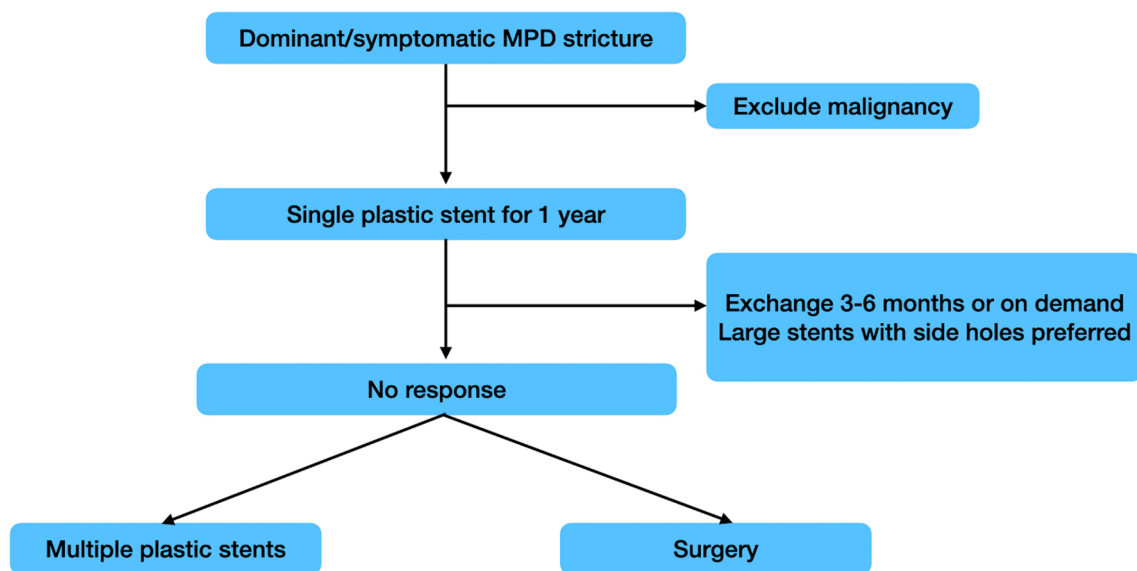 Dominant/symptomatic MPD stricture
Exclude malignancy
Single plastic stent for 1 year
Exchange 3-6 months or on demand
Large stents with side holes preferred
No response
Multiple plastic stents
Surgery